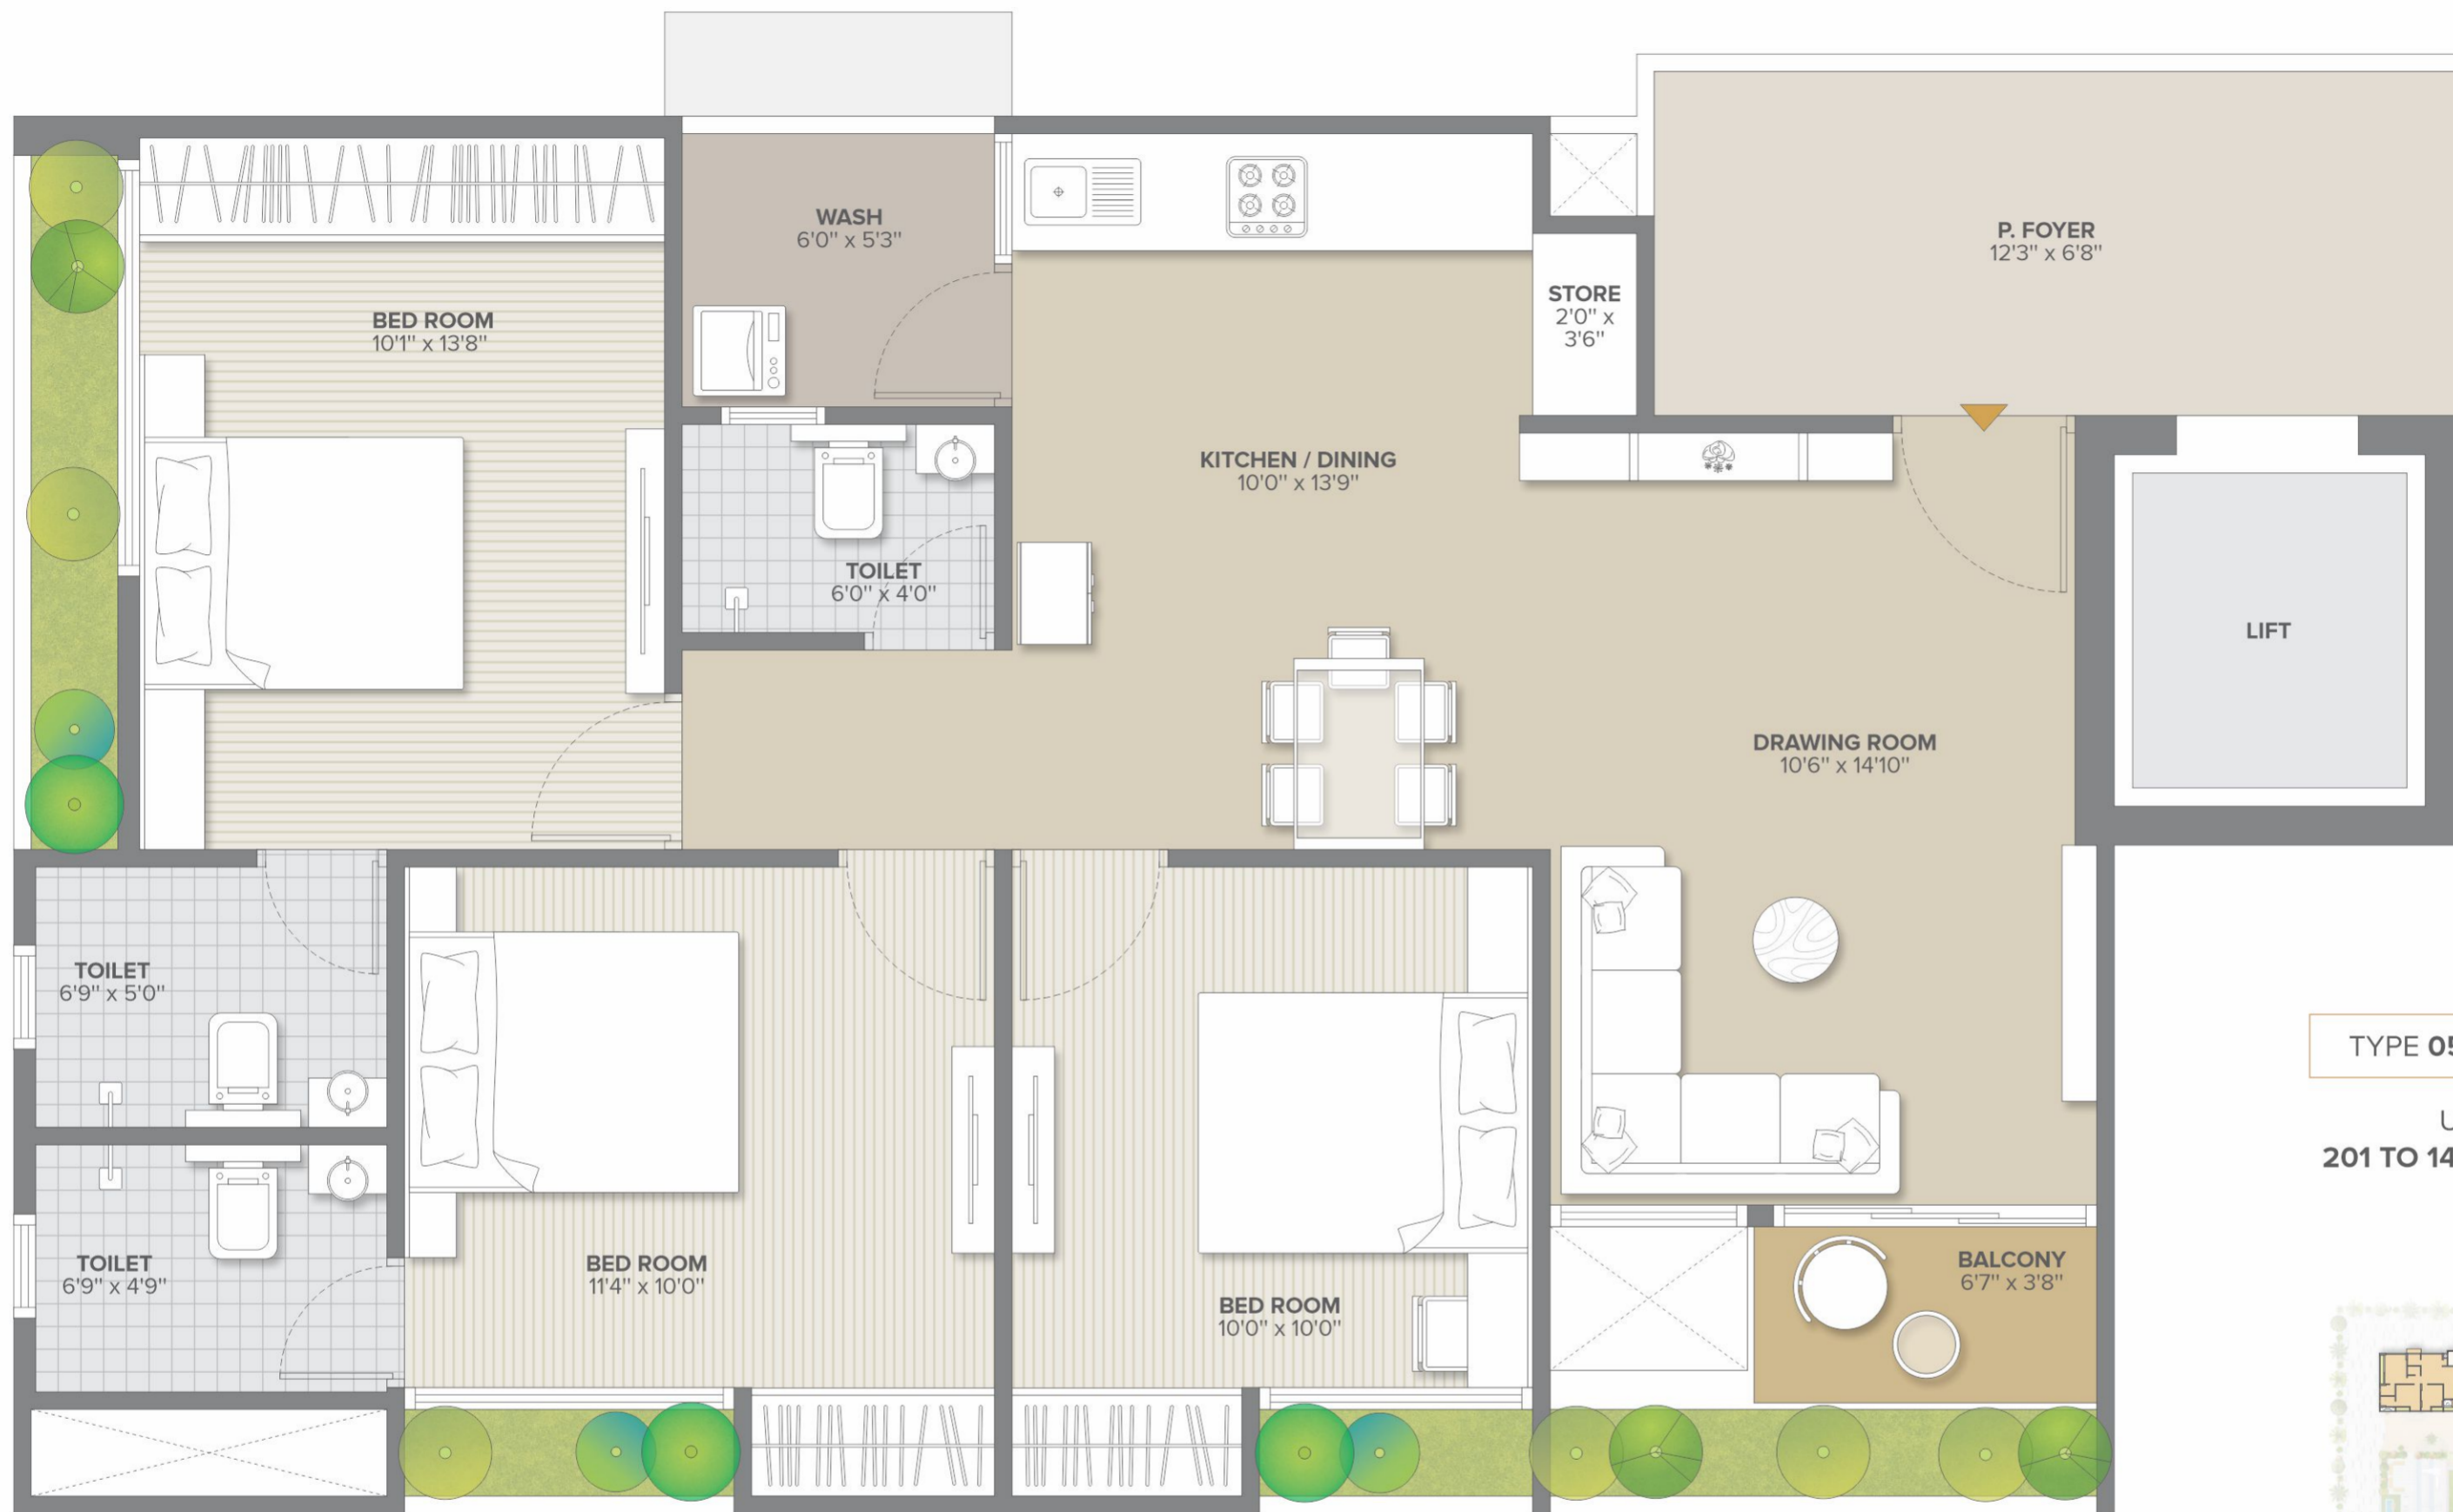 WASH
6'0" x 5'3"
P. FOYER
12'3" x 6'8"
BED ROOM
10'1" x 13'8"
STORE
2'0" x
3'6"
KITCHEN / DINING
10'0" x 13'9"
TOILET
6'0" x 4'0"
LIFT
DRAWING ROOM
10'6" x 14'10"
TOILET
6'9" x 5'0"
TYPE 05
U
201 TO 14
TOILET
6'9" x 4'9"
BED ROOM
11'4" x 10'0"
BED ROOM
10'0" x 10'0"
BALCONY
6'7" x 3'8"